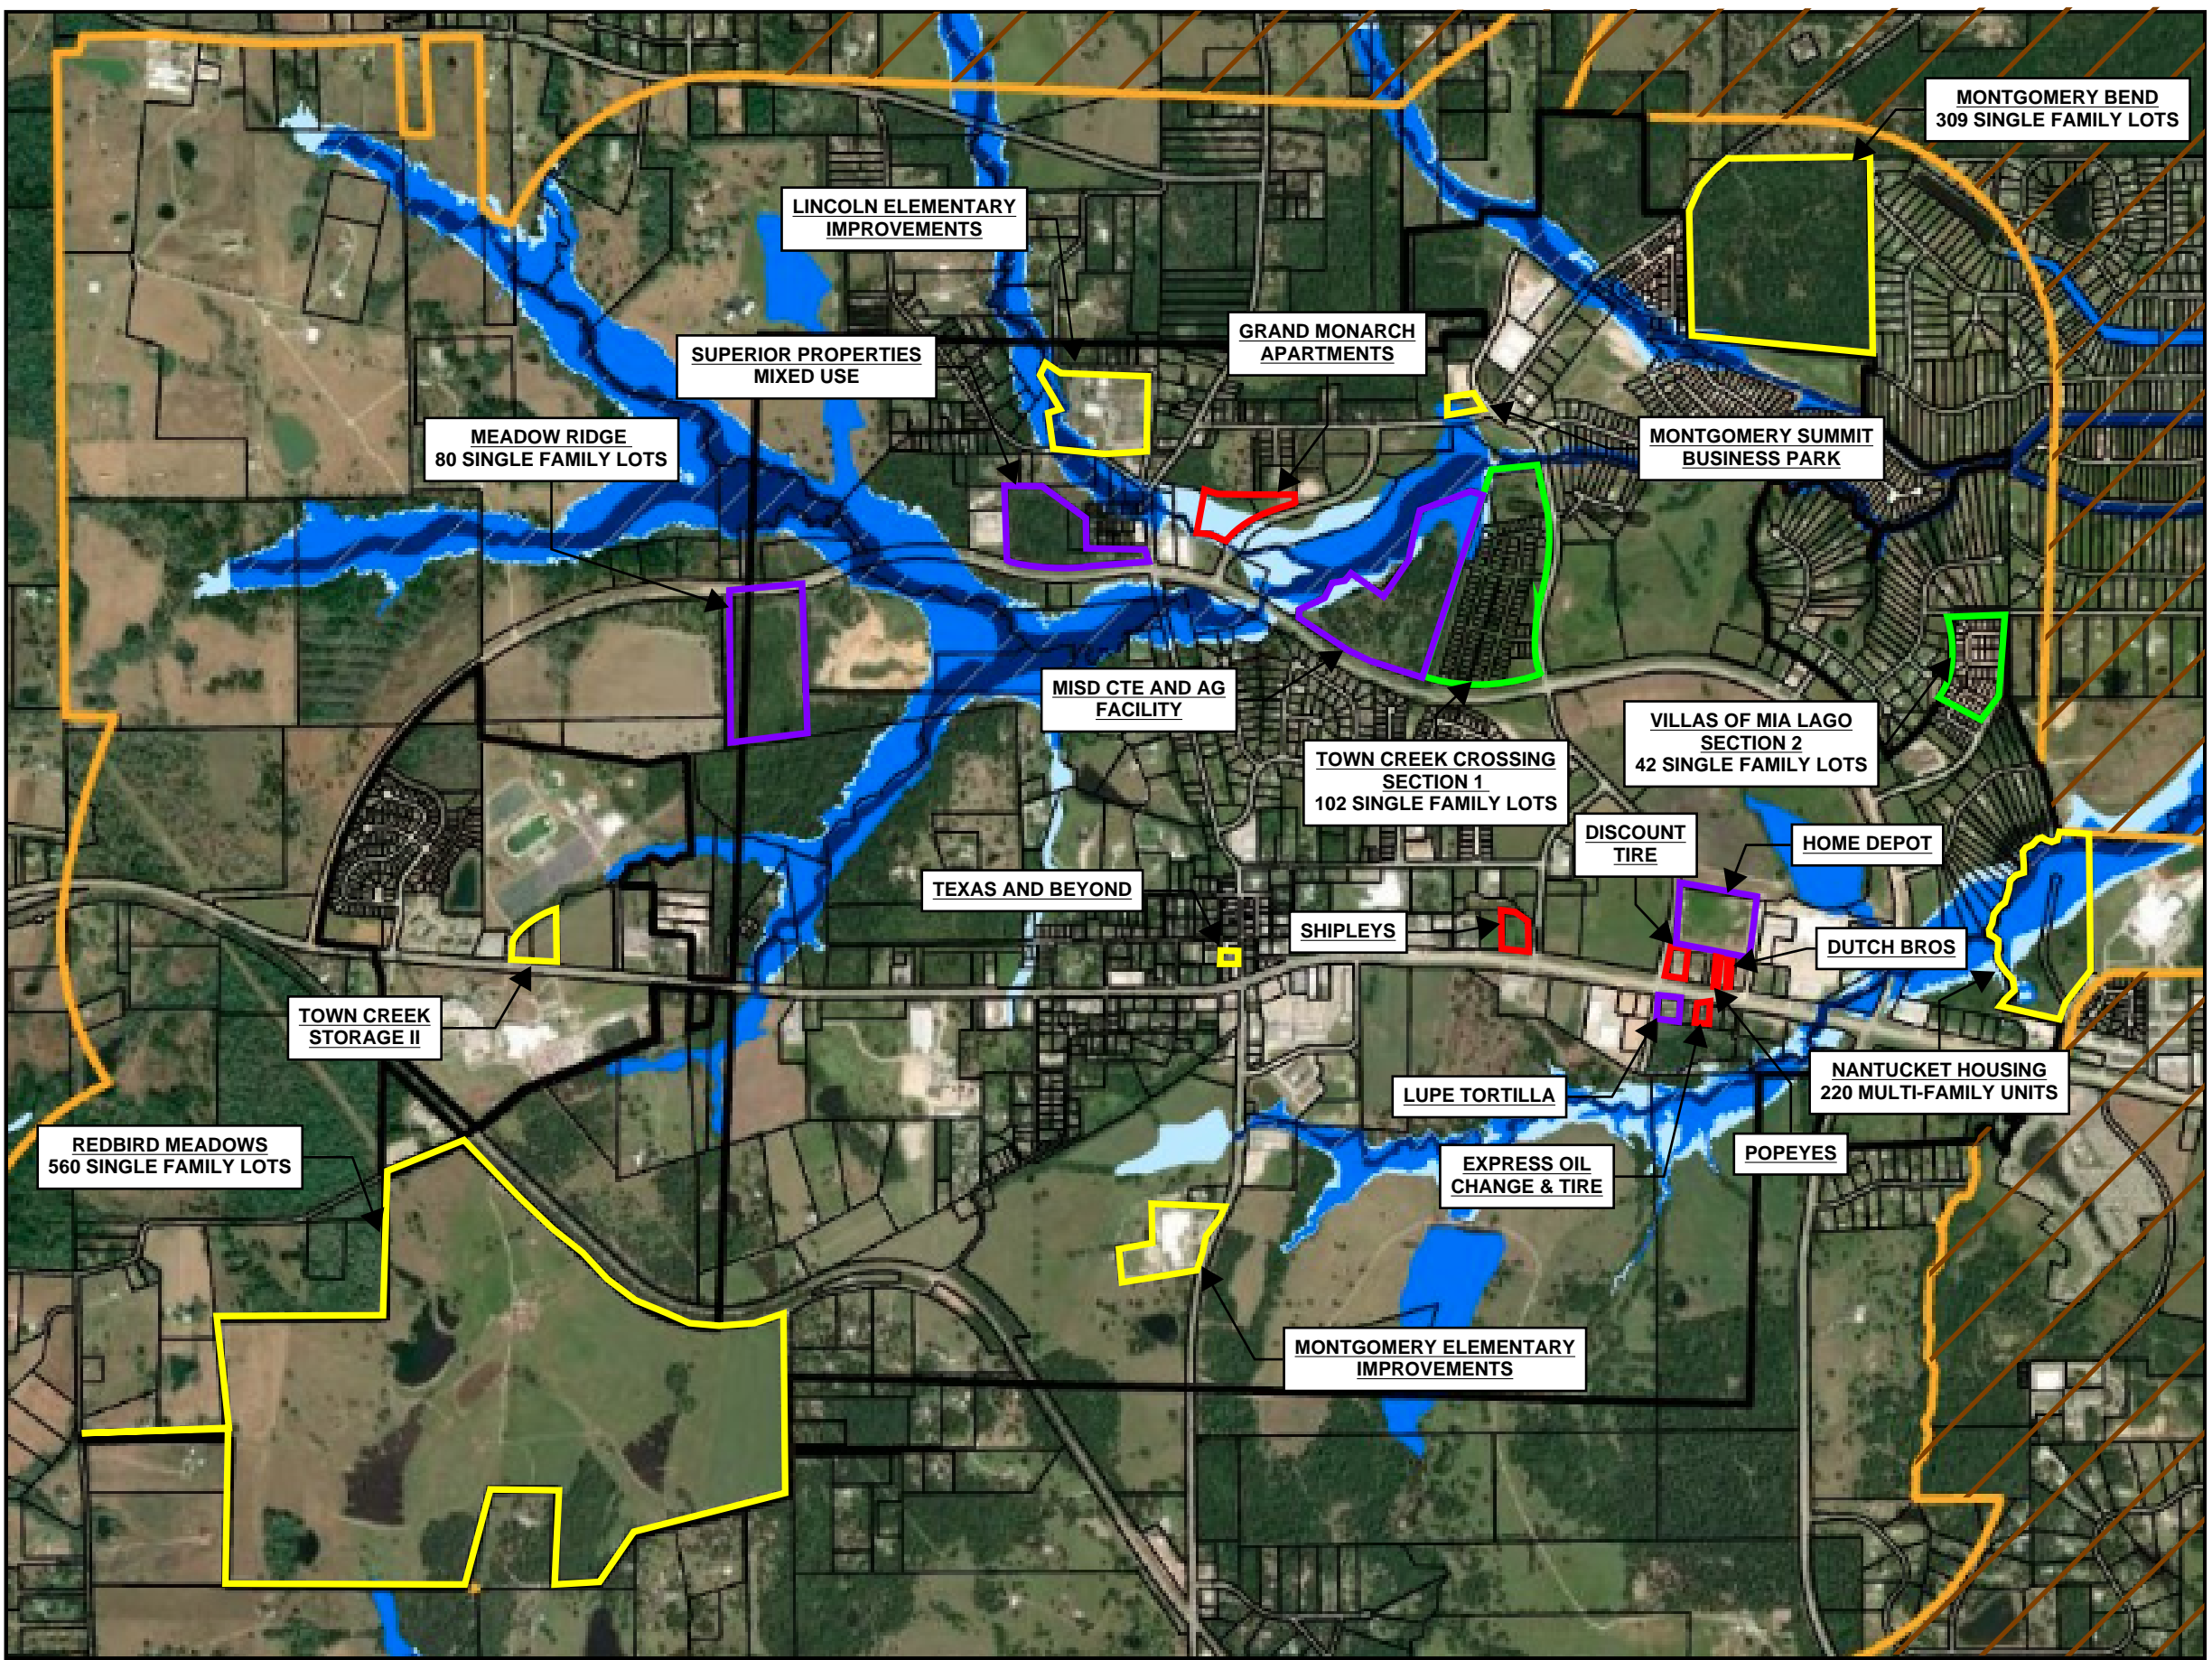 MONTGOMERY BEND
309 SINGLE FAMILY LOTS
LINCOLN ELEMENTARY
IMPROVEMENTS
GRAND MONARCH
APARTMENTS
SUPERIOR PROPERTIES
MIXED USE
MEADOW RIDGE
80 SINGLE FAMILY LOTS
MONTGOMERY SUMMIT
BUSINESS PARK
MISD CTE AND AG
FACILITY
VILLAS OF MIA LAGO
SECTION 2
42 SINGLE FAMILY LOTS
TOWN CREEK CROSSING
SECTION 1
102 SINGLE FAMILY LOTS
DISCOUNT
TIRE
HOME DEPOT
TEXAS AND BEYOND
SHIPLEYS
DUTCH BROS
TOWN CREEK
STORAGE II
NANTUCKET HOUSING
220 MULTI-FAMILY UNITS
LUPE TORTILLA
REDBIRD MEADOWS
560 SINGLE FAMILY LOTS
POPEYES
EXPRESS OIL
CHANGE & TIRE
MONTGOMERY ELEMENTARY
IMPROVEMENTS